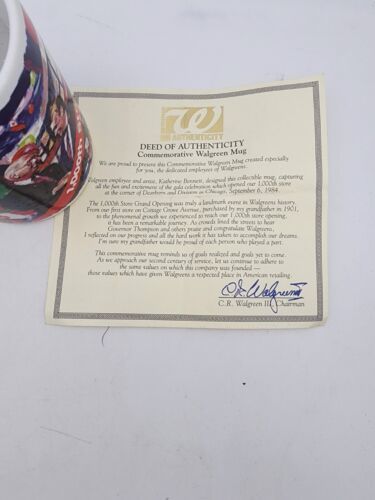 W
AUTHENTICITY
DEED OF AUTHENTICITY
Commemorative Walgreen Mug
We are proud to present this Commemorative Walgreen Mug created especially
for you, the dedicated employees of Walgreens.
Walgreen employee and artist, Katherine Bennett, designed this collectible mug, capturing
all the fun and excitement of the gala celebration which opened our 1,000th store
at the corner of Dearborn and Division in Chicago, September 6, 1984.
The 1,000th Store Grand Opening was truly a landmark event in Walgreens history.
From our first store on Cottage Grove Avenue, purchased by my grandfather in 1901,
to the phenomenal growth we experienced to reach our 1,000th store opening,
it has been a remarkable journey. As crowds lined the streets to hear
Governor Thompson and others praise and congratulate Walgreens,
I reflected on our progress and all the hard work it has taken to accomplish our dreams.
I'm sure my grandfather would be proud of each person who played a part.
This commemorative mug reminds us of goals realized and goals yet to come.
As we approach our second century of service, let us continue to adhere to
the same values on which this company was founded —
those values which have given Walgreens a respected place in American retailing.
C.R. Walgreen III
C.R. Walgreen III, Chairman
1,000TH